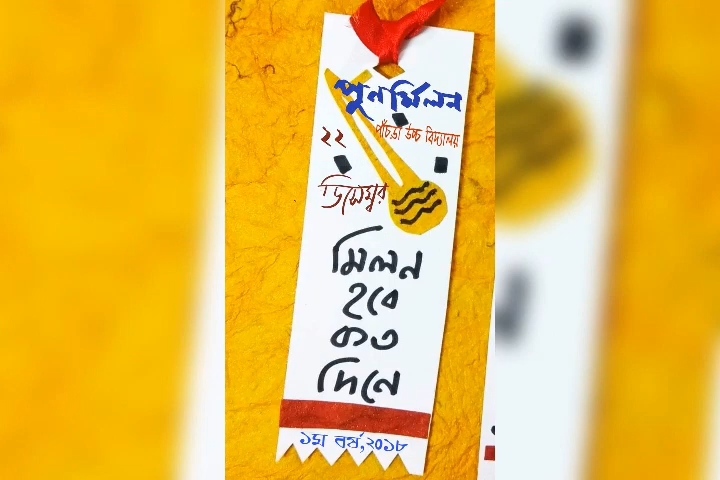 পুনর্মিলন
২২
পাঁচড়া উচ্চ বিদ্যালয়
ডিসেম্বর
মিলন
হবে
কত
দিনে
১ম বর্ষ,২০১৮